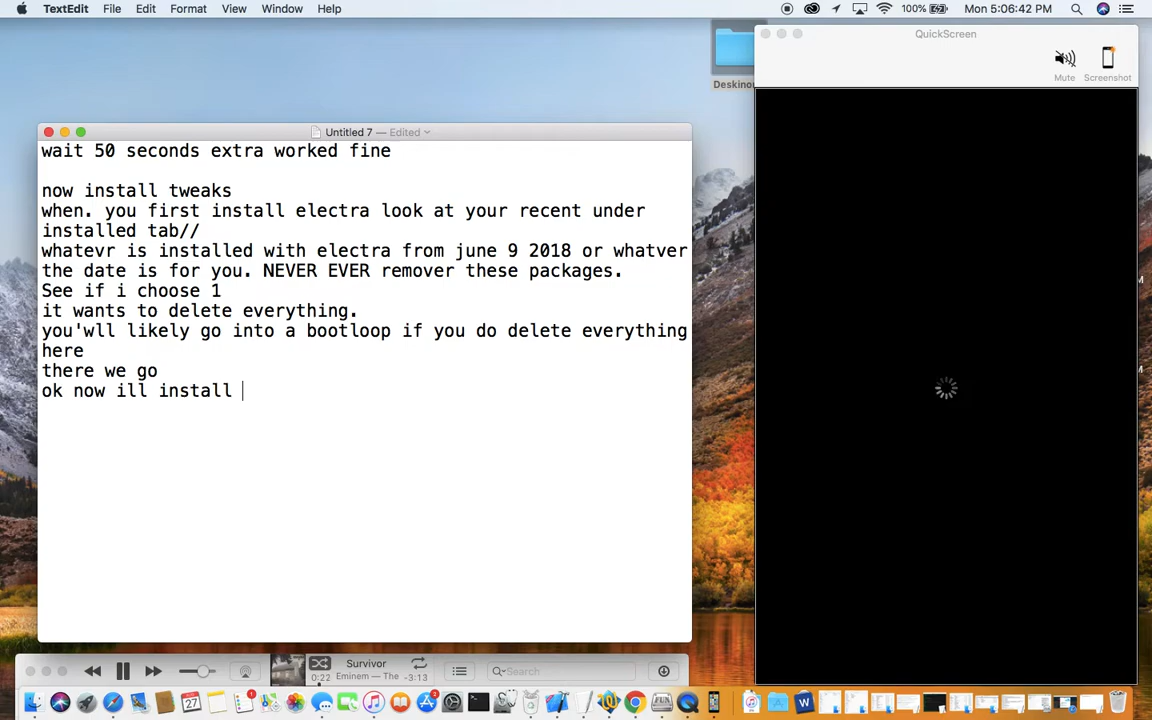 TextEdit File Edit Format View Window Help 100% Mon 5:06:42 PM
QuickScreen
Mute Screenshot
Untitled 7 — Edited
wait 50 seconds extra worked fine
now install tweaks
when. you first install electra look at your recent under
installed tab//
whatevr is installed with electra from june 9 2018 or whatver
the date is for you. NEVER EVER remover these packages.
See if i choose 1
it wants to delete everything.
you'wll likely go into a bootloop if you do delete everything
here
there we go
ok now ill install
Survivor
0:22 Eminem — The -3:13
Search
27